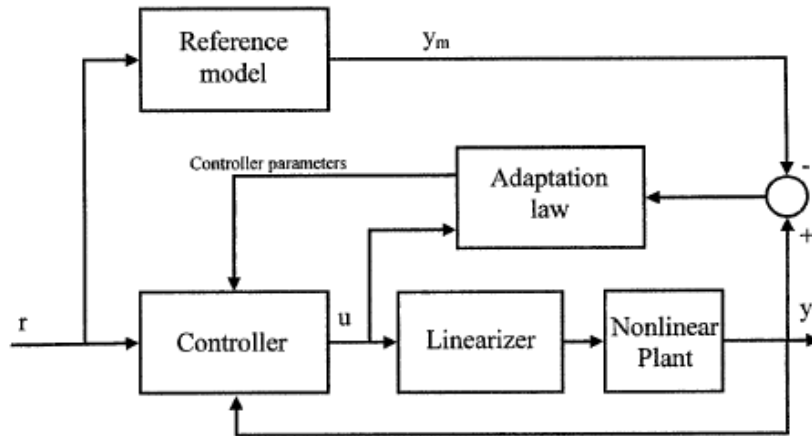 Reference
model
yₘ
Controller parameters
Adaptation
law
-
+
r
Controller
u
Linearizer
Nonlinear
Plant
y